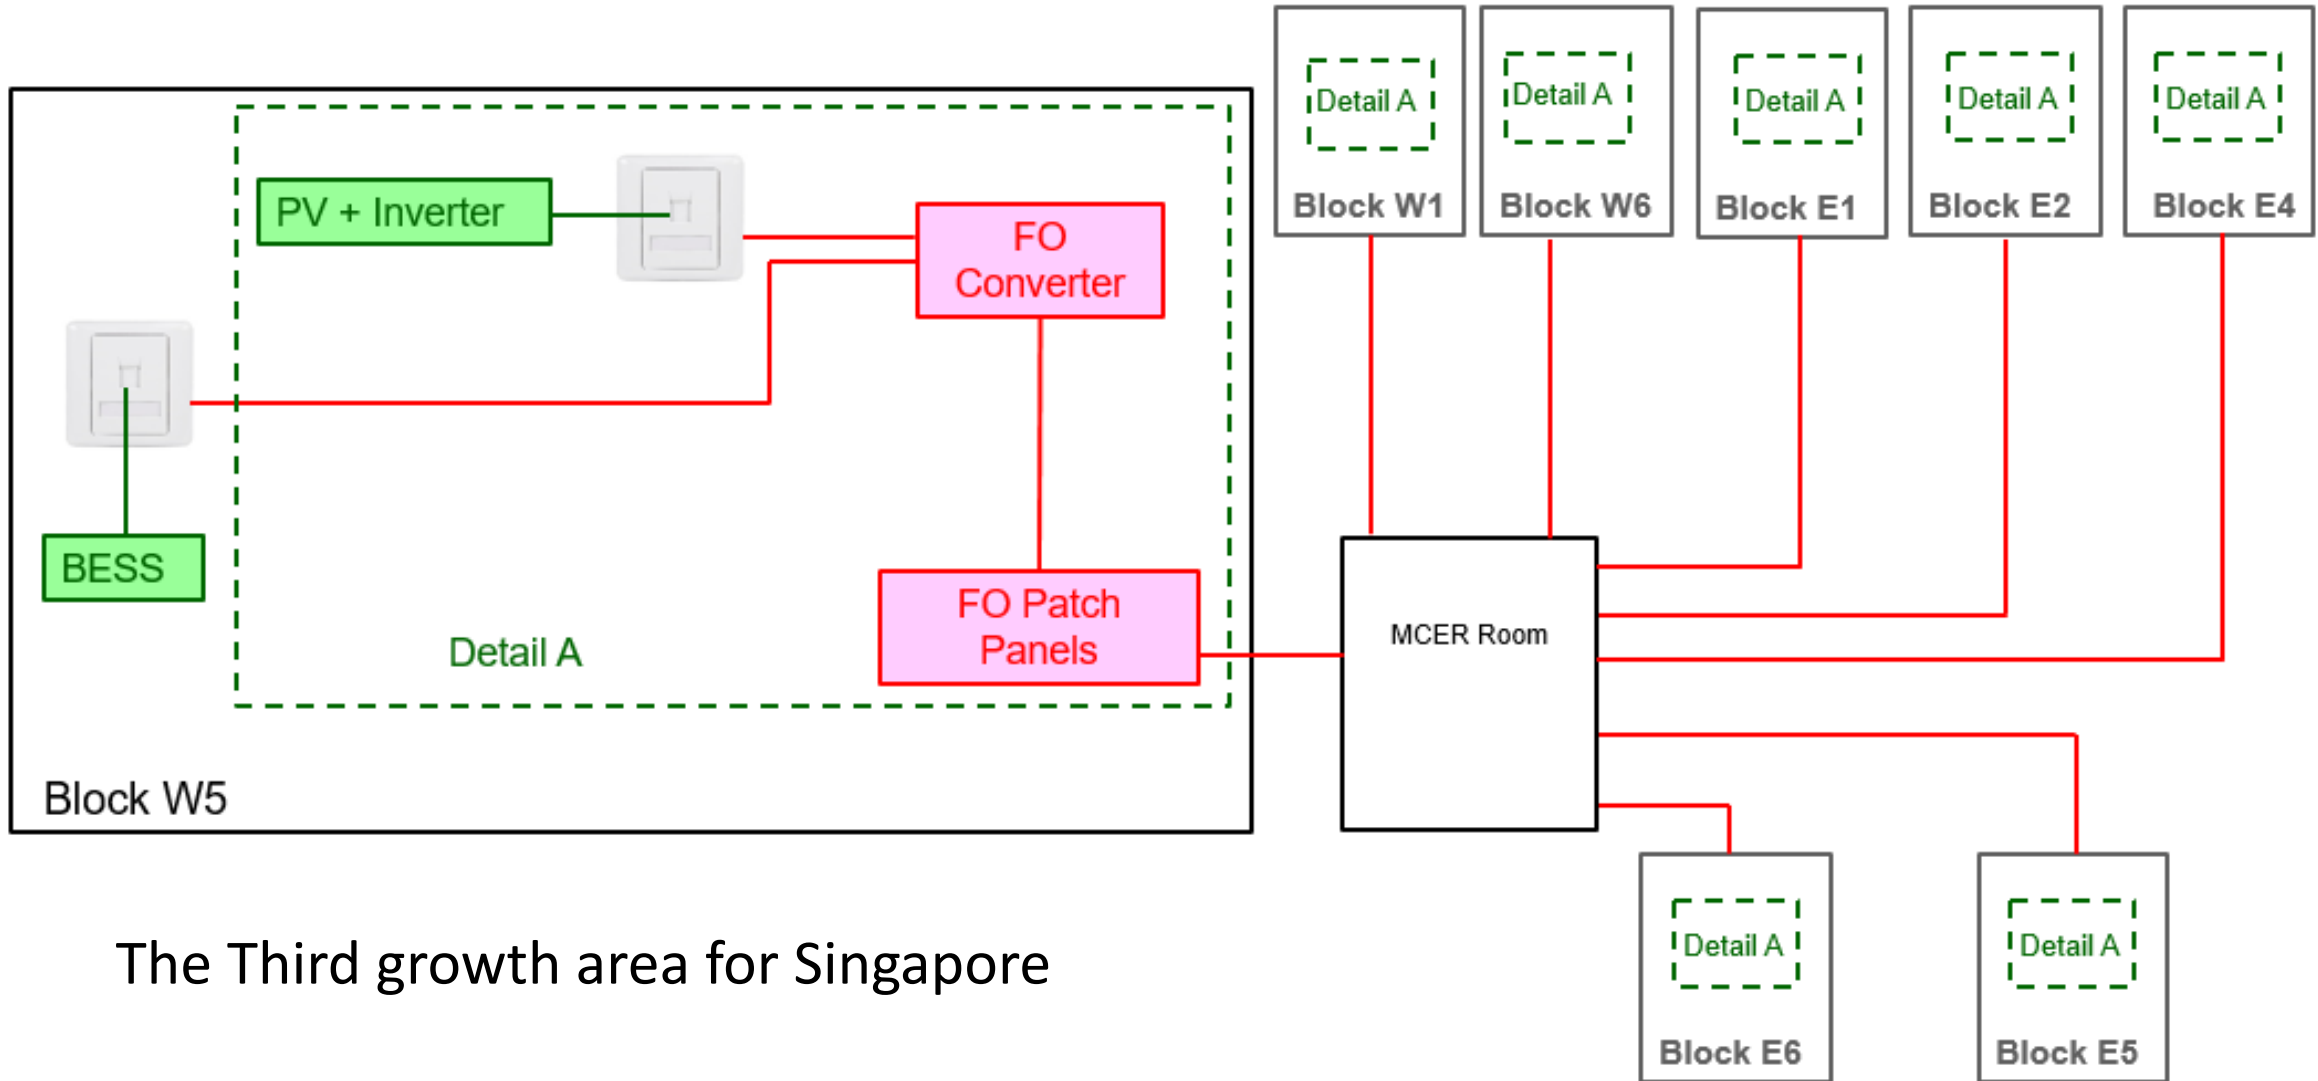 Detail A
Detail A
Detail A
Detail A
Detail A
Block W1
Block W6
Block E1
Block E2
Block E4
PV + Inverter
FO
Converter
BESS
FO Patch
Panels
Detail A
MCER Room
Block W5
The Third growth area for Singapore
Detail A
Detail A
Block E6
Block E5